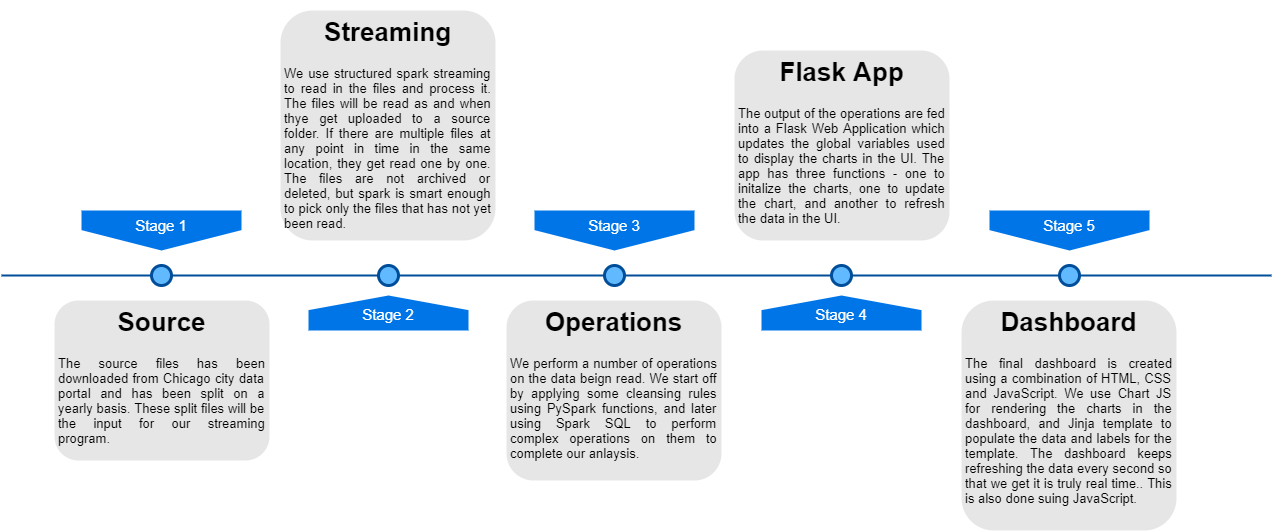 Streaming
We use structured spark streaming
to read in the files and process it.
The files will be read as and when
thye get uploaded to a source
folder. If there are multiple files at
any point in time in the same
location, they get read one by one.
The files are not archived or
deleted, but spark is smart enough
to pick only the files that has not yet
been read.
Flask App
The output of the operations are fed
into a Flask Web Application which
updates the global variables used
to display the charts in the UI. The
app has three functions - one to
initalize the charts, one to update
the chart, and another to refresh
the data in the UI.
Stage 1
Stage 3
Stage 5
Stage 2
Stage 4
Source
The source files has been
downloaded from Chicago city data
portal and has been split on a
yearly basis. These split files will be
the input for our streaming
program.
Operations
We perform a number of operations
on the data beign read. We start off
by applying some cleansing rules
using PySpark functions, and later
using Spark SQL to perform
complex operations on them to
complete our anlaysis.
Dashboard
The final dashboard is created
using a combination of HTML, CSS
and JavaScript. We use Chart JS
for rendering the charts in the
dashboard, and Jinja template to
populate the data and labels for the
template. The dashboard keeps
refreshing the data every second so
that we get it is truly real time.. This
is also done suing JavaScript.